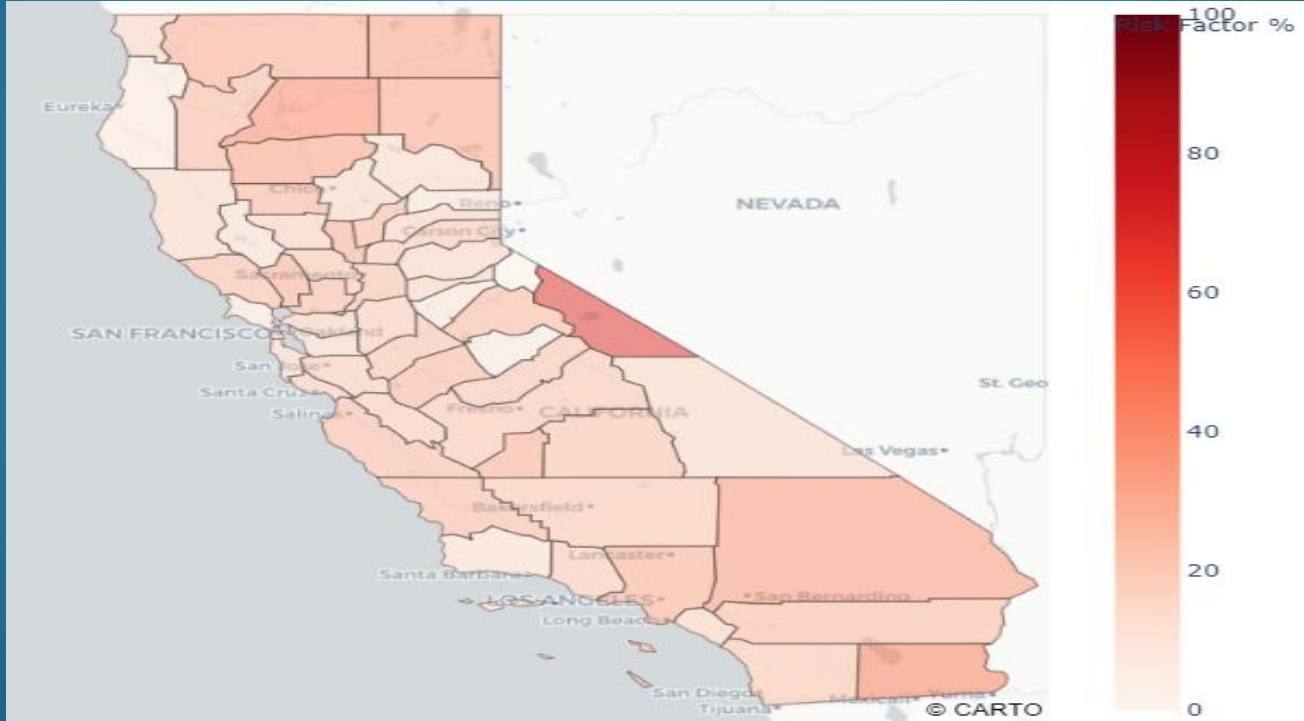 100
Risk Factor %
Eureka
Chico
Reno
NEVADA
Carson City
80
Sacramento
60
SAN FRANCISCO
Oakland
San Jose
Santa Cruz
St. Geo
Salinas
Fresno
CALIFORNIA
40
Las Vegas
Bakersfield
Lancaster
Santa Barbara
20
LOS ANGELES
San Bernardino
Long Beach
San Diego
Mexicali
Yuma
Tijuana
© CARTO
0